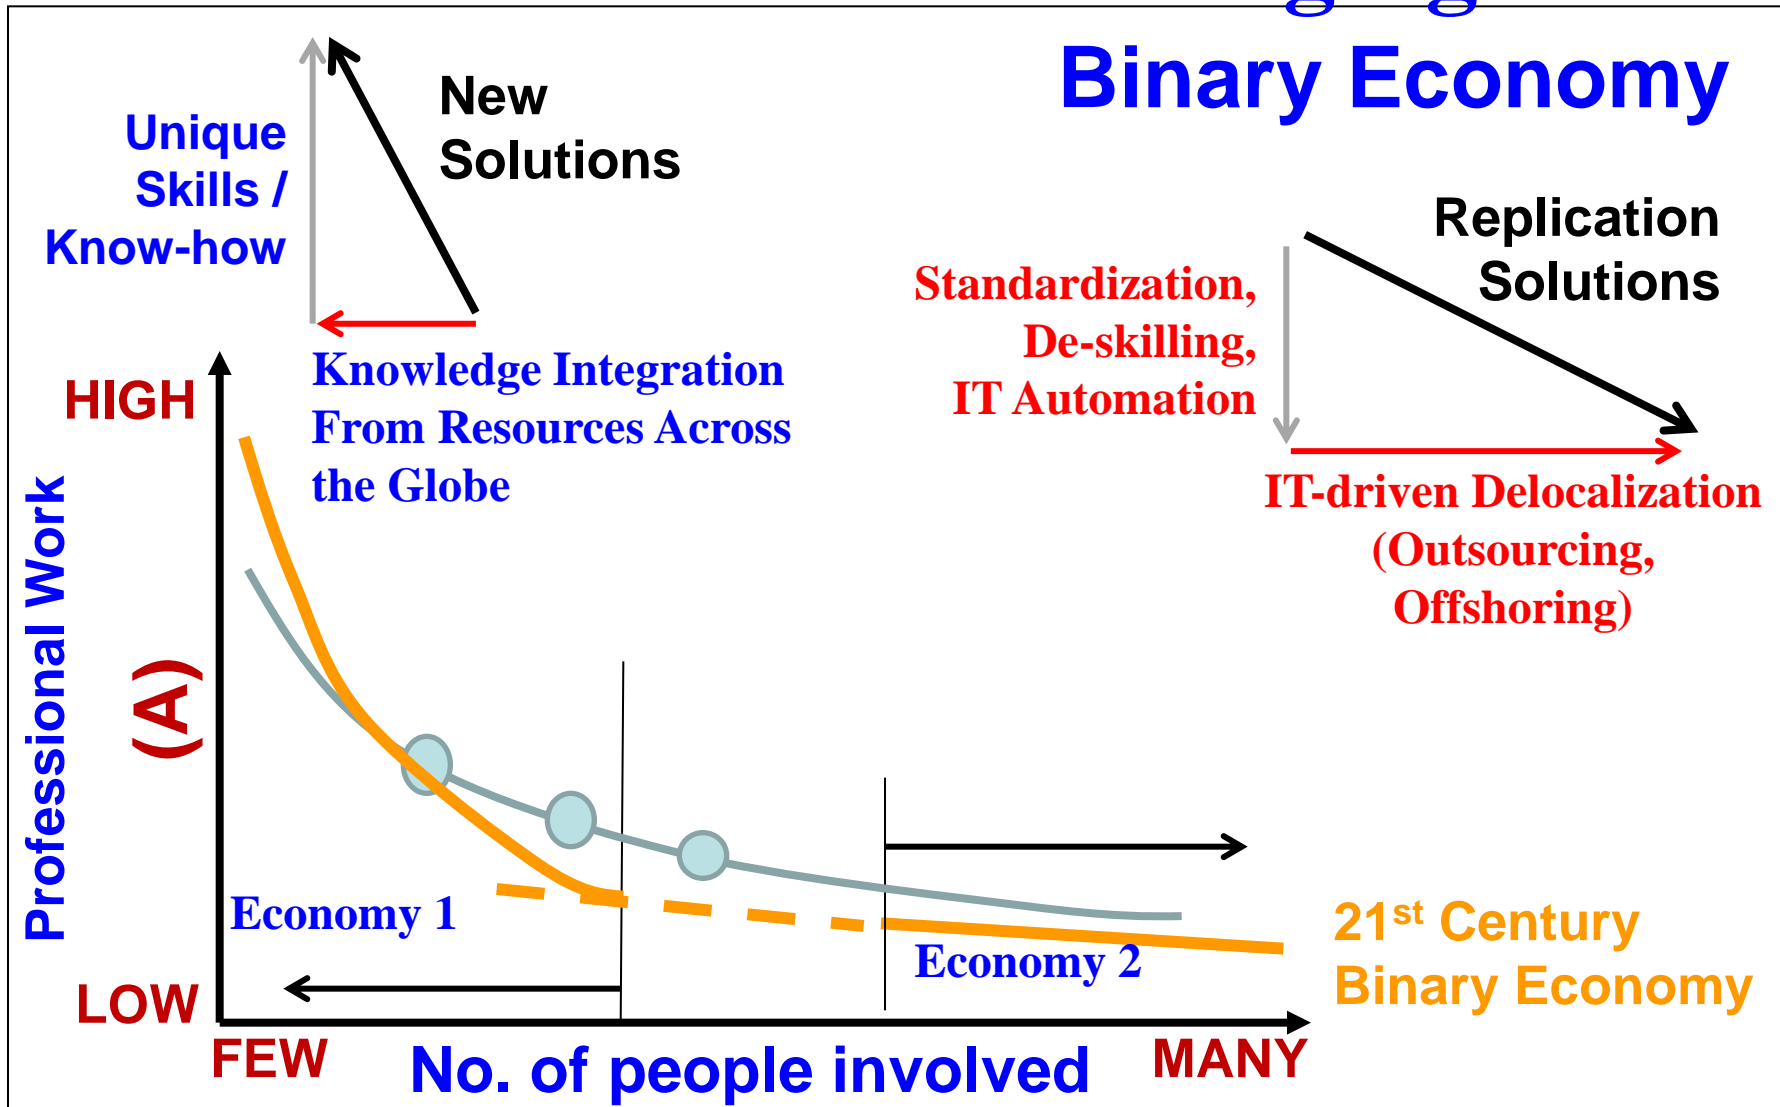 Binary Economy
New
Solutions
Unique
Skills /
Know-how
Replication
Solutions
Standardization,
De-skilling,
IT Automation
Knowledge Integration
From Resources Across
the Globe
IT-driven Delocalization
(Outsourcing,
Offshoring)
HIGH
Professional Work
(A)
Economy 1
Economy 2
21st Century
Binary Economy
LOW
FEW
No. of people involved
MANY